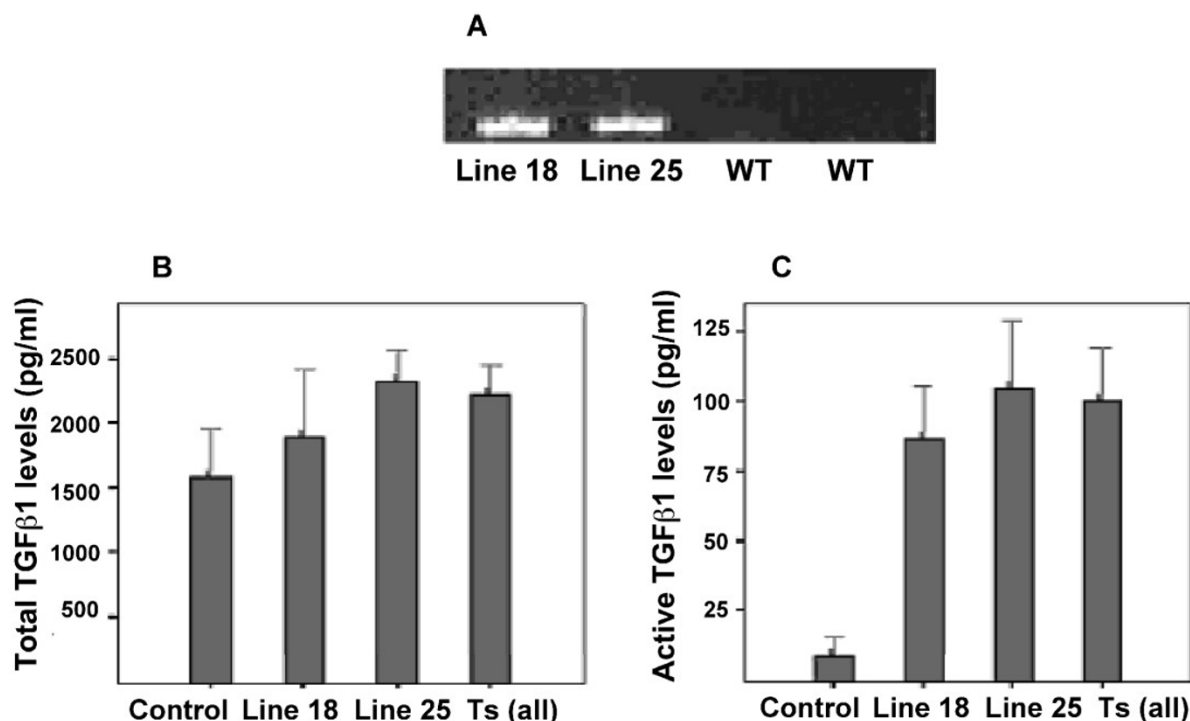 A
Line 18 Line 25 WT WT
B
Total TGFβ1 levels (pg/ml)
2500
2000
1500
1000
500
Control Line 18 Line 25 Ts (all)
C
Active TGFβ1 levels (pg/ml)
125
100
75
50
25
Control Line 18 Line 25 Ts (all)